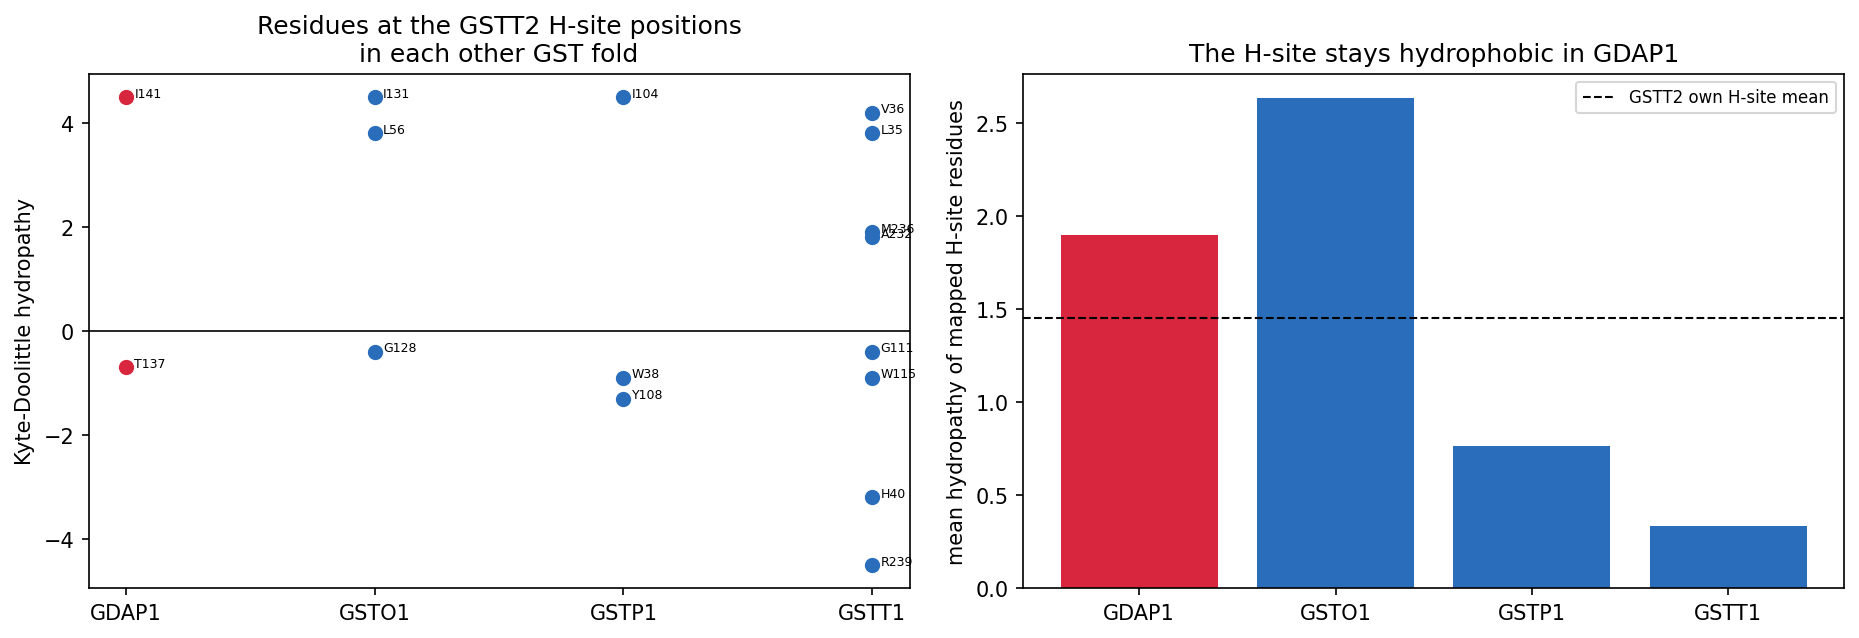 Residues at the GSTT2 H-site positions
in each other GST fold
Kyte-Doolittle hydropathy
4
2
0
−2
−4
I141
T137
I131
L56
G128
I104
W38
Y108
V36
L35
M236
A232
G111
W115
H40
R239
GDAP1
GSTO1
GSTP1
GSTT1
The H-site stays hydrophobic in GDAP1
mean hydropathy of mapped H-site residues
2.5
2.0
1.5
1.0
0.5
0.0
GSTT2 own H-site mean
GDAP1
GSTO1
GSTP1
GSTT1